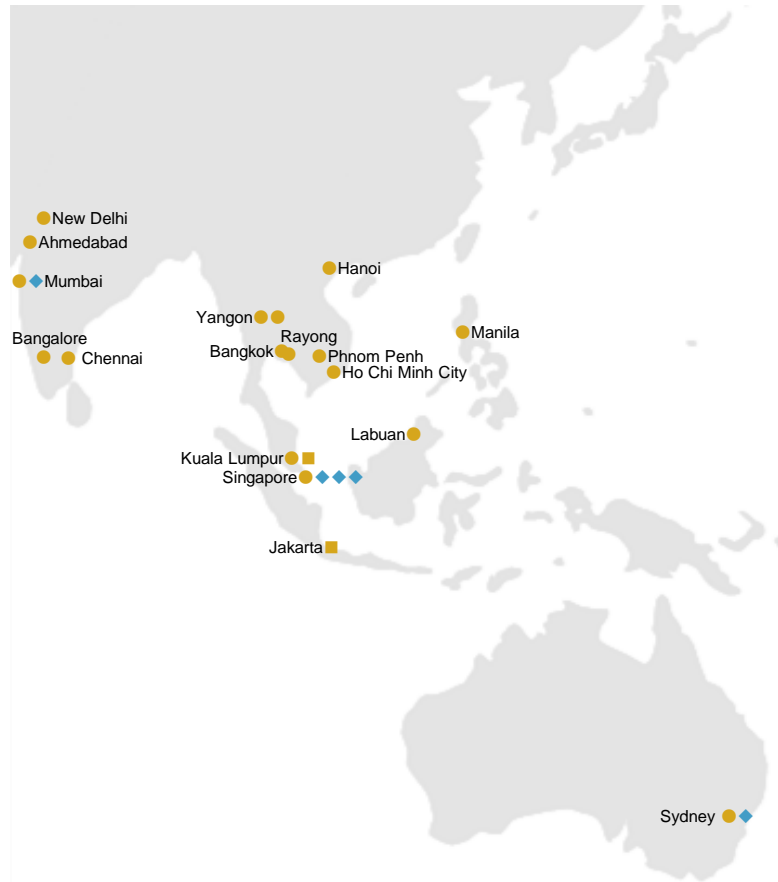 New Delhi
Ahmedabad
Mumbai
Hanoi
Yangon
Manila
Bangalore
Rayong
Bangkok
Phnom Penh
Chennai
Ho Chi Minh City
Labuan
Kuala Lumpur
Singapore
Jakarta
Sydney